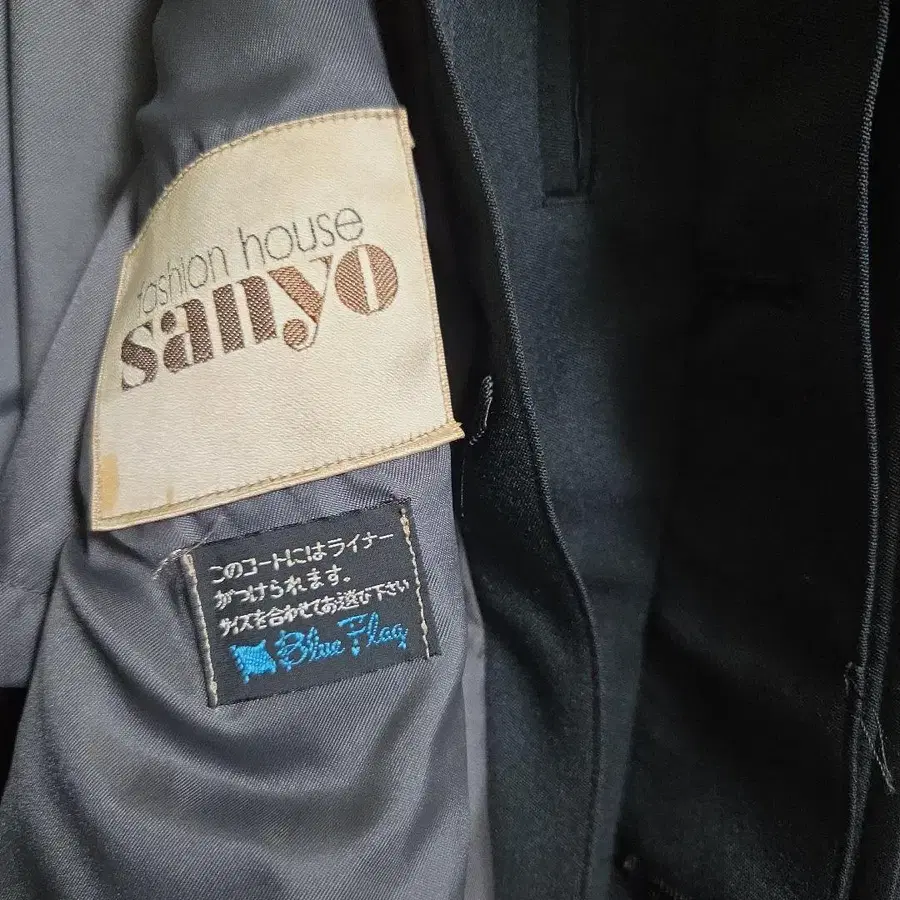 fashion house
sanyo
このコートにはライナー
がつけられます。
サイズを合わせてお選び下さい
Blue Flag